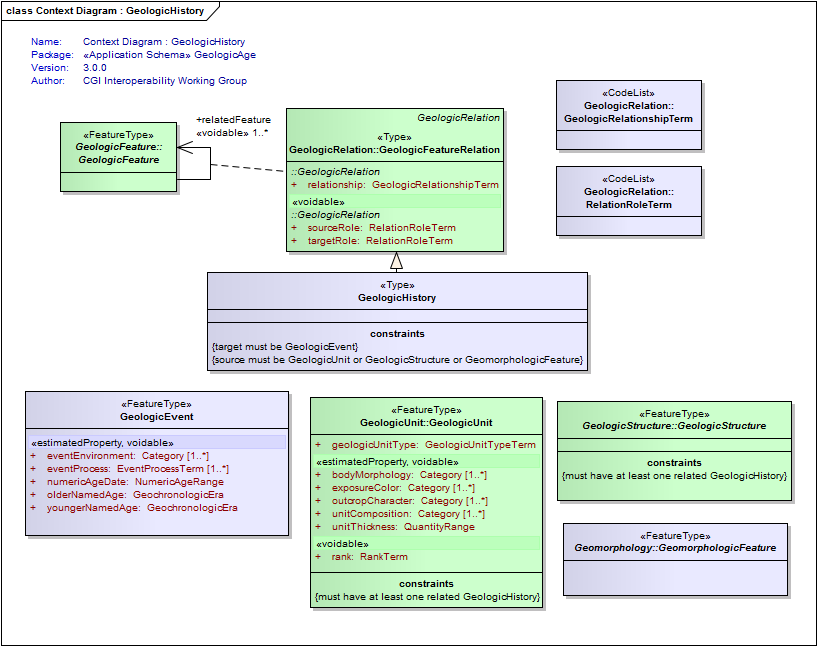 class Context Diagram : GeologicHistory
Name: Context Diagram : GeologicHistory
Package: «Application Schema» GeologicAge
Version: 3.0.0
Author: CGI Interoperability Working Group
«FeatureType»
GeologicFeature::
GeologicFeature
+relatedFeature
«voidable» 1..*
GeologicRelation
«Type»
GeologicRelation::GeologicFeatureRelation
::GeologicRelation
+ relationship: GeologicRelationshipTerm
«voidable»
::GeologicRelation
+ sourceRole: RelationRoleTerm
+ targetRole: RelationRoleTerm
«CodeList»
GeologicRelation::
GeologicRelationshipTerm
«CodeList»
GeologicRelation::
RelationRoleTerm
«Type»
GeologicHistory
constraints
{target must be GeologicEvent}
{source must be GeologicUnit or GeologicStructure or GeomorphologicFeature}
«FeatureType»
GeologicEvent
«estimatedProperty, voidable»
+ eventEnvironment: Category [1..*]
+ eventProcess: EventProcessTerm [1..*]
+ numericAgeDate: NumericAgeRange
+ olderNamedAge: GeochronologicEra
+ youngerNamedAge: GeochronologicEra
«FeatureType»
GeologicUnit::GeologicUnit
+ geologicUnitType: GeologicUnitTypeTerm
«estimatedProperty, voidable»
+ bodyMorphology: Category [1..*]
+ exposureColor: Category [1..*]
+ outcropCharacter: Category [1..*]
+ unitComposition: Category [1..*]
+ unitThickness: QuantityRange
«voidable»
+ rank: RankTerm
constraints
{must have at least one related GeologicHistory}
«FeatureType»
GeologicStructure::GeologicStructure
constraints
{must have at least one related GeologicHistory}
«FeatureType»
Geomorphology::GeomorphologicFeature